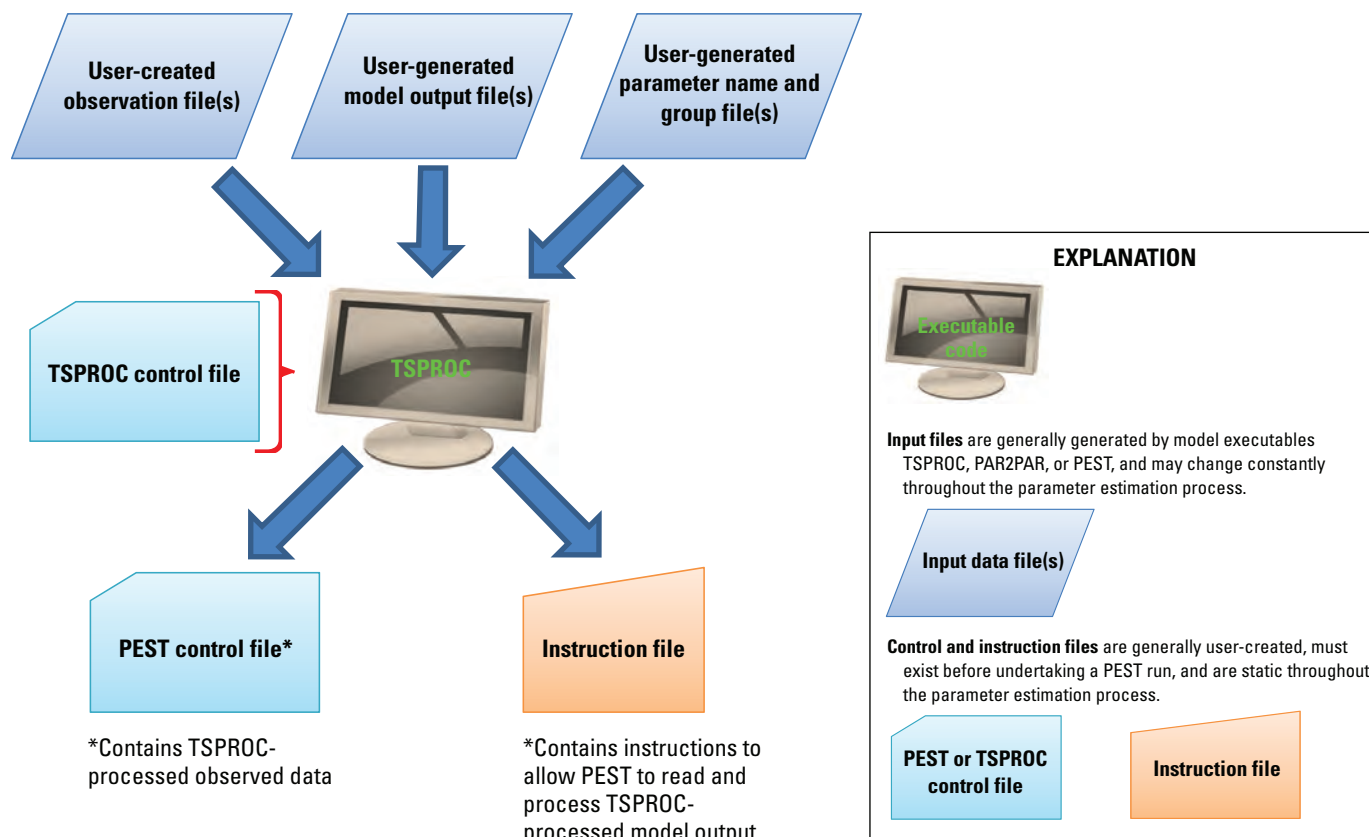 User-created
observation file(s)
User-generated
model output file(s)
User-generated
parameter name and
group file(s)
TSPROC control file
TSPROC
PEST control file*
Instruction file
*Contains TSPROC-
processed observed data
*Contains instructions to
allow PEST to read and
process TSPROC-
processed model output
EXPLANATION
Executable
code
Input files are generally generated by model executables
TSPROC, PAR2PAR, or PEST, and may change constantly
throughout the parameter estimation process.
Input data file(s)
Control and instruction files are generally user-created, must
exist before undertaking a PEST run, and are static throughout
the parameter estimation process.
PEST or TSPROC
control file
Instruction file